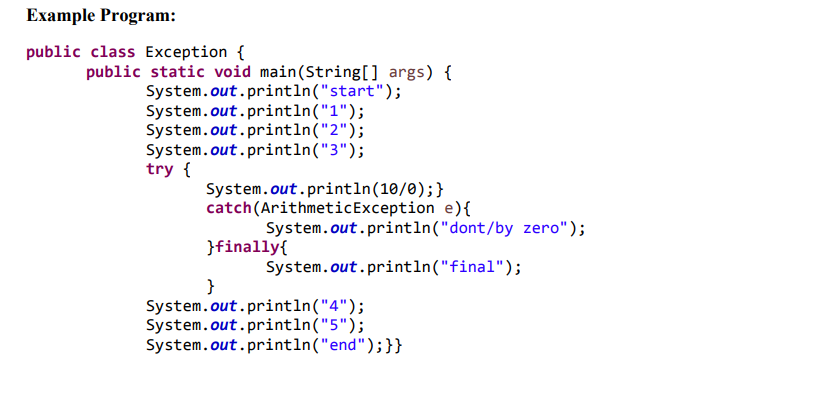 Example Program:
public class Exception {
public static void main(String[] args) {
System.out.println("start");
System.out.println("1");
System.out.println("2");
System.out.println("3");
try {
System.out.println(10/0);}
catch(ArithmeticException e){
System.out.println("dont/by zero");
}finally{
System.out.println("final");
}
System.out.println("4");
System.out.println("5");
System.out.println("end");}}